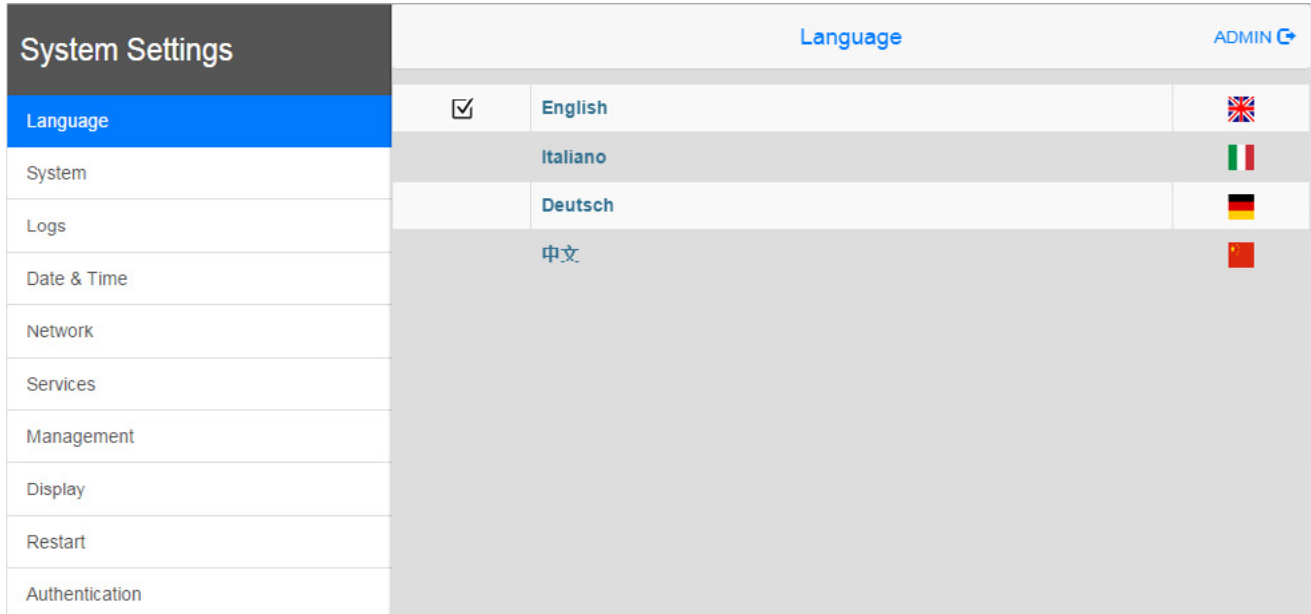 System Settings
Language
System
Logs
Date & Time
Network
Services
Management
Display
Restart
Authentication
Language
ADMIN
English
Italiano
Deutsch
中文